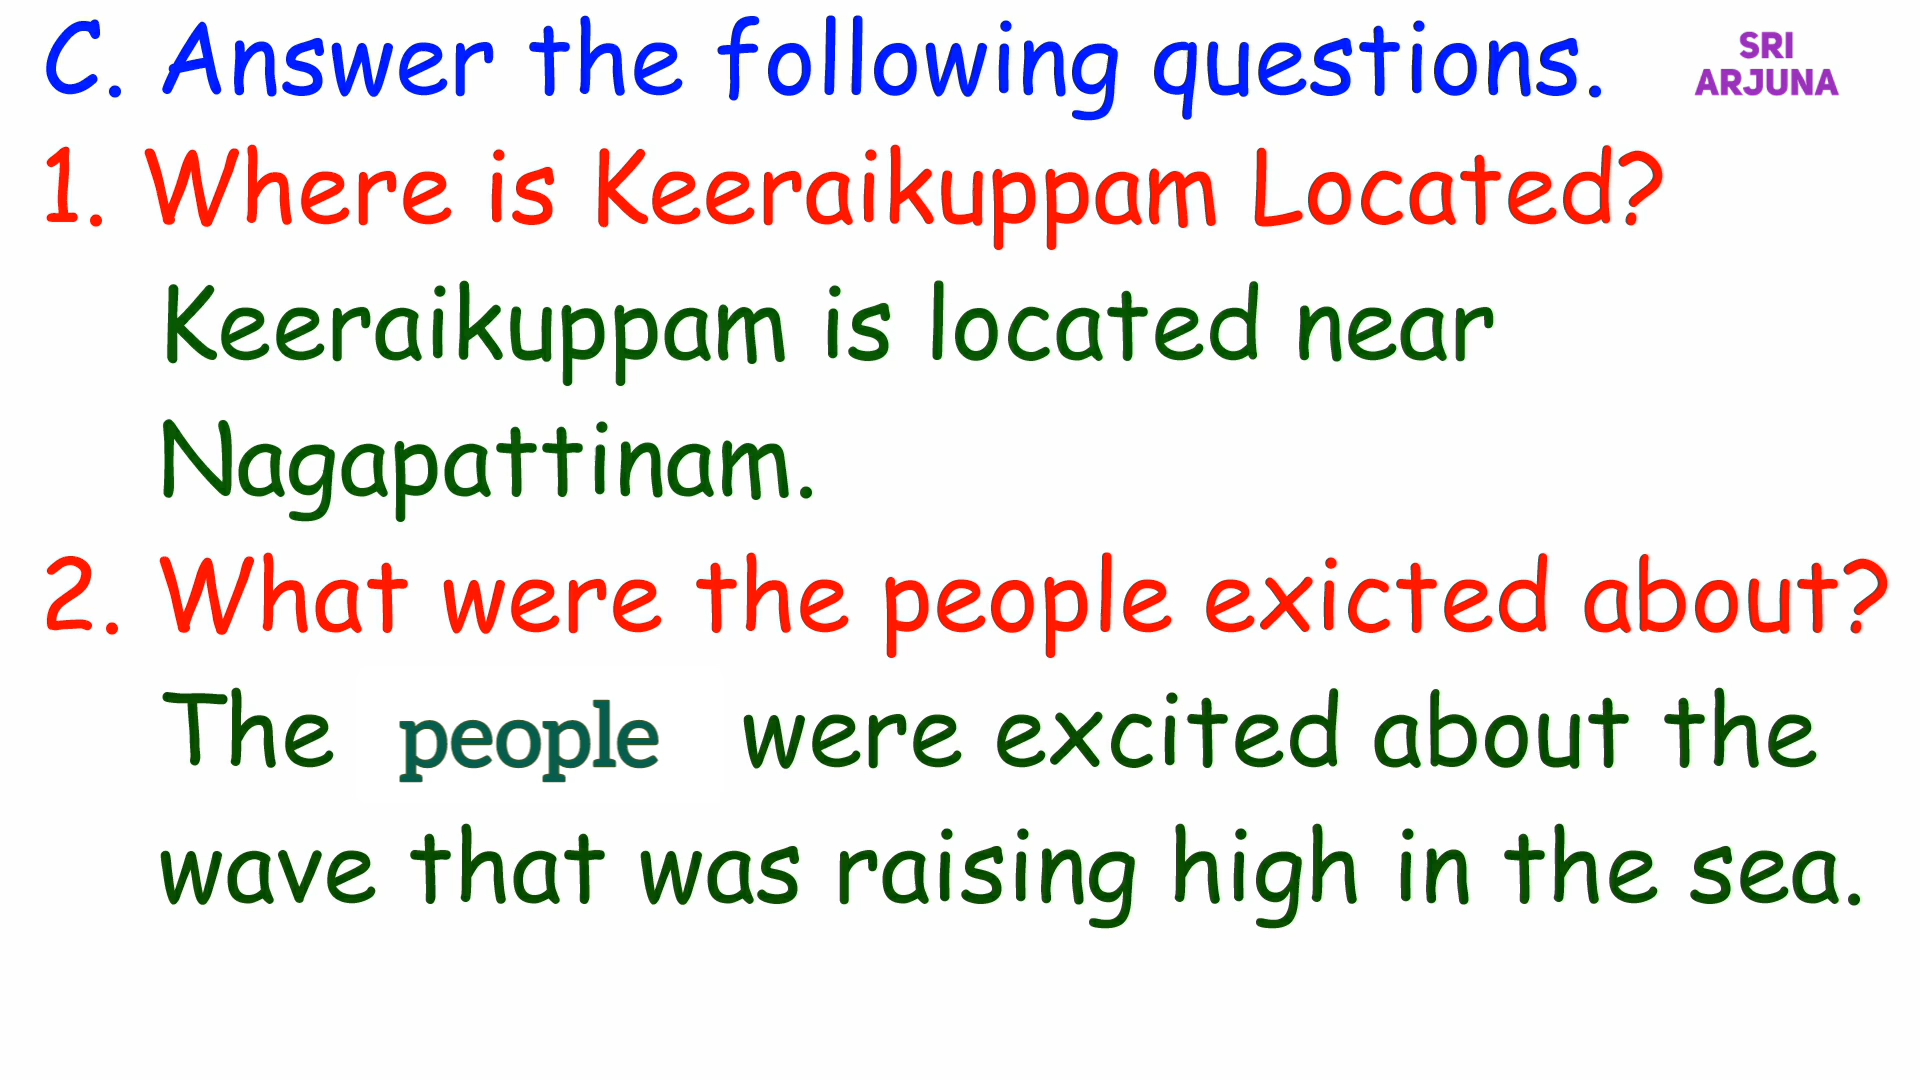 C. Answer the following questions.
SRI
ARJUNA
1. Where is Keeraikuppam Located?
Keeraikuppam is located near
Nagapattinam.
2. What were the people exicted about?
The people were excited about the
wave that was raising high in the sea.